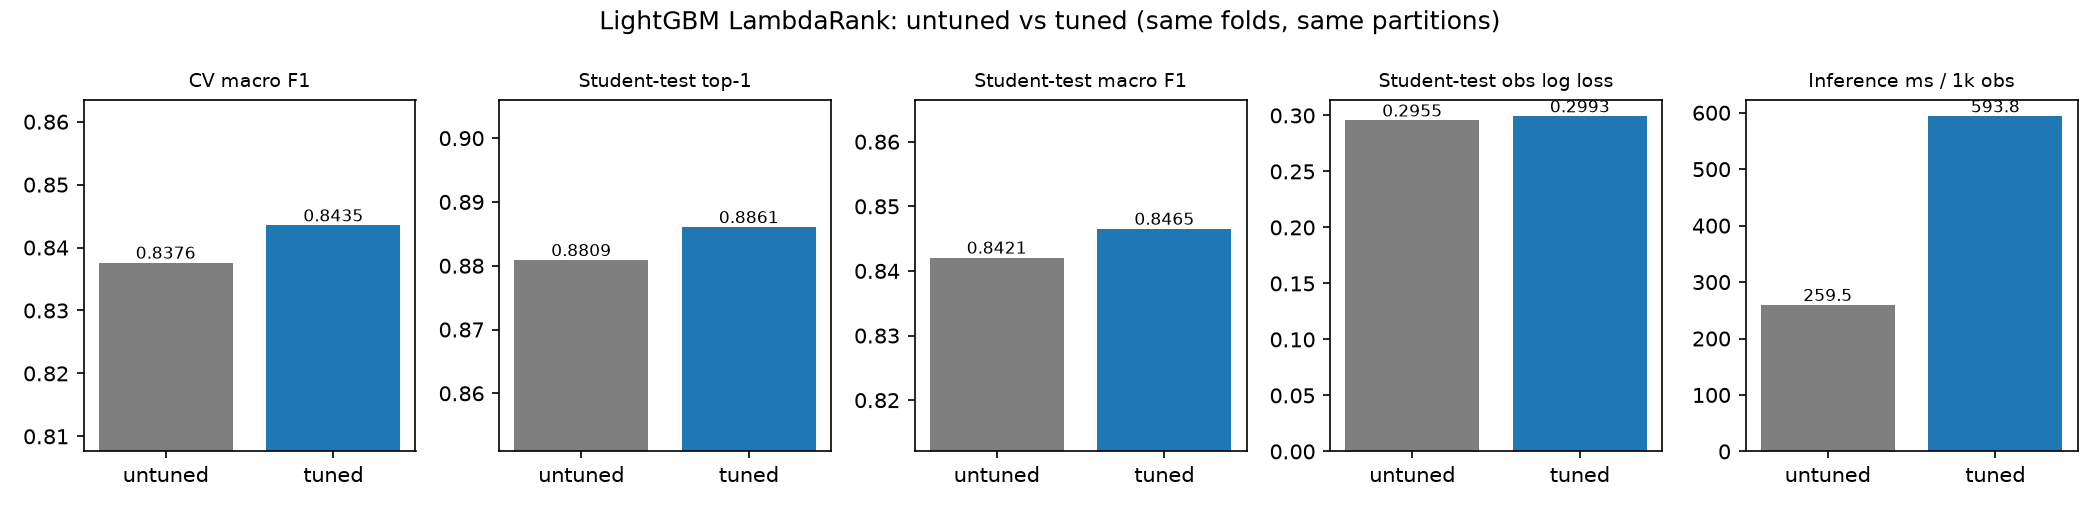 LightGBM LambdaRank: untuned vs tuned (same folds, same partitions)
CV macro F1
0.86
0.85
0.84
0.83
0.82
0.81
0.8376
0.8435
untuned
tuned
Student-test top-1
0.90
0.89
0.88
0.87
0.86
0.8809
0.8861
untuned
tuned
Student-test macro F1
0.86
0.85
0.84
0.83
0.82
0.8421
0.8465
untuned
tuned
Student-test obs log loss
0.30
0.25
0.20
0.15
0.10
0.05
0.00
0.2955
0.2993
untuned
tuned
Inference ms / 1k obs
600
500
400
300
200
100
0
259.5
593.8
untuned
tuned